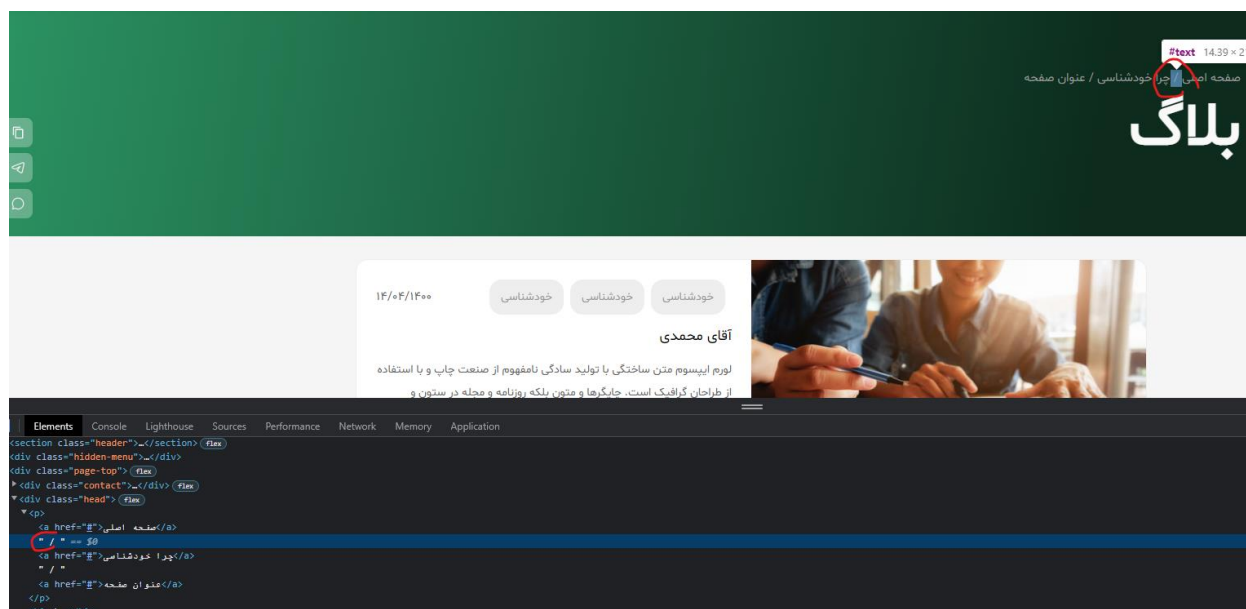 #text 14.39 × 2
صفحه اصلی / چرا خودشناسی / عنوان صفحه
بلاگ
خودشناسی خودشناسی خودشناسی ۱۴/۰۴/۱۴۰۰
آقای محمدی
لورم ایپسوم متن ساختگی با تولید سادگی نامفهوم از صنعت چاپ و با استفاده
از طراحان گرافیک است. چاپگرها و متون بلکه روزنامه و مجله در ستون و
Elements Console Lighthouse Sources Performance Network Memory Application
<section class="header">…</section> flex
<div class="hidden-menu">…</div>
<div class="page-top"> flex
<div class="contact">…</div> flex
<div class="head"> flex
<p>
<a href="#">صفحه اصلی</a>
" / " == $0
<a href="#">چرا خودشناسی</a>
" / "
<a href="#">عنوان صفحه</a>
</p>